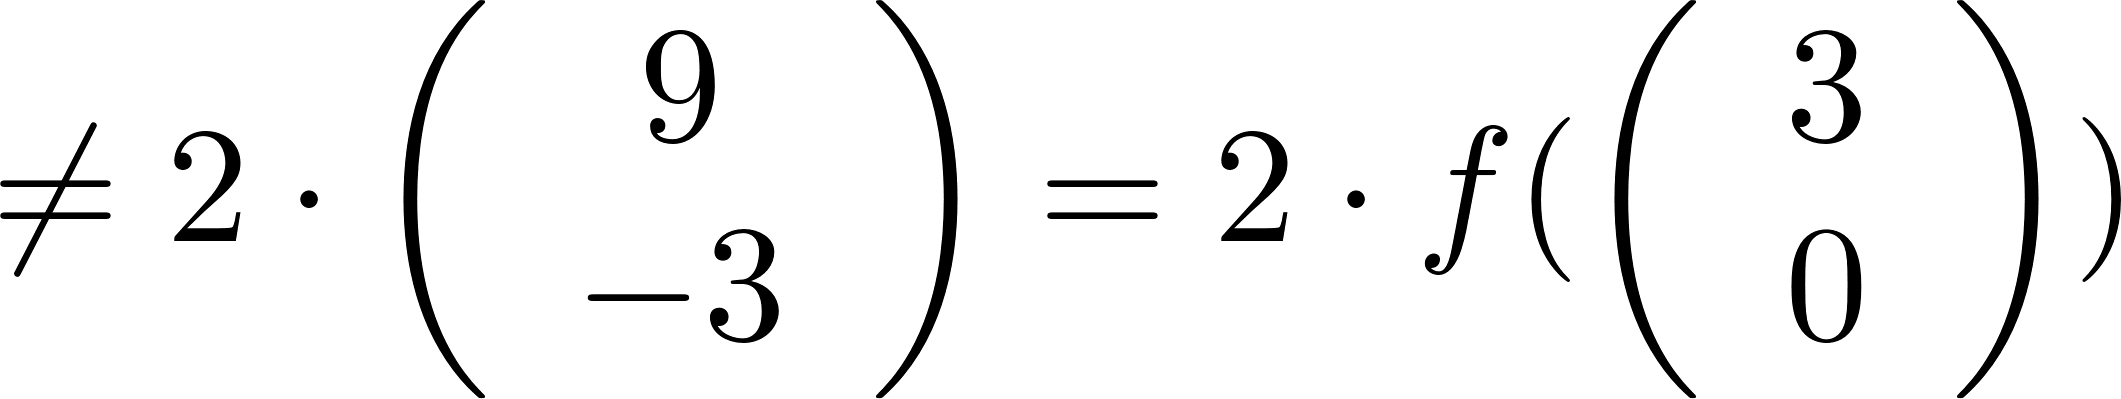 ≠ 2 · ( 9 −3 ) = 2 · f(( 3 0 ))